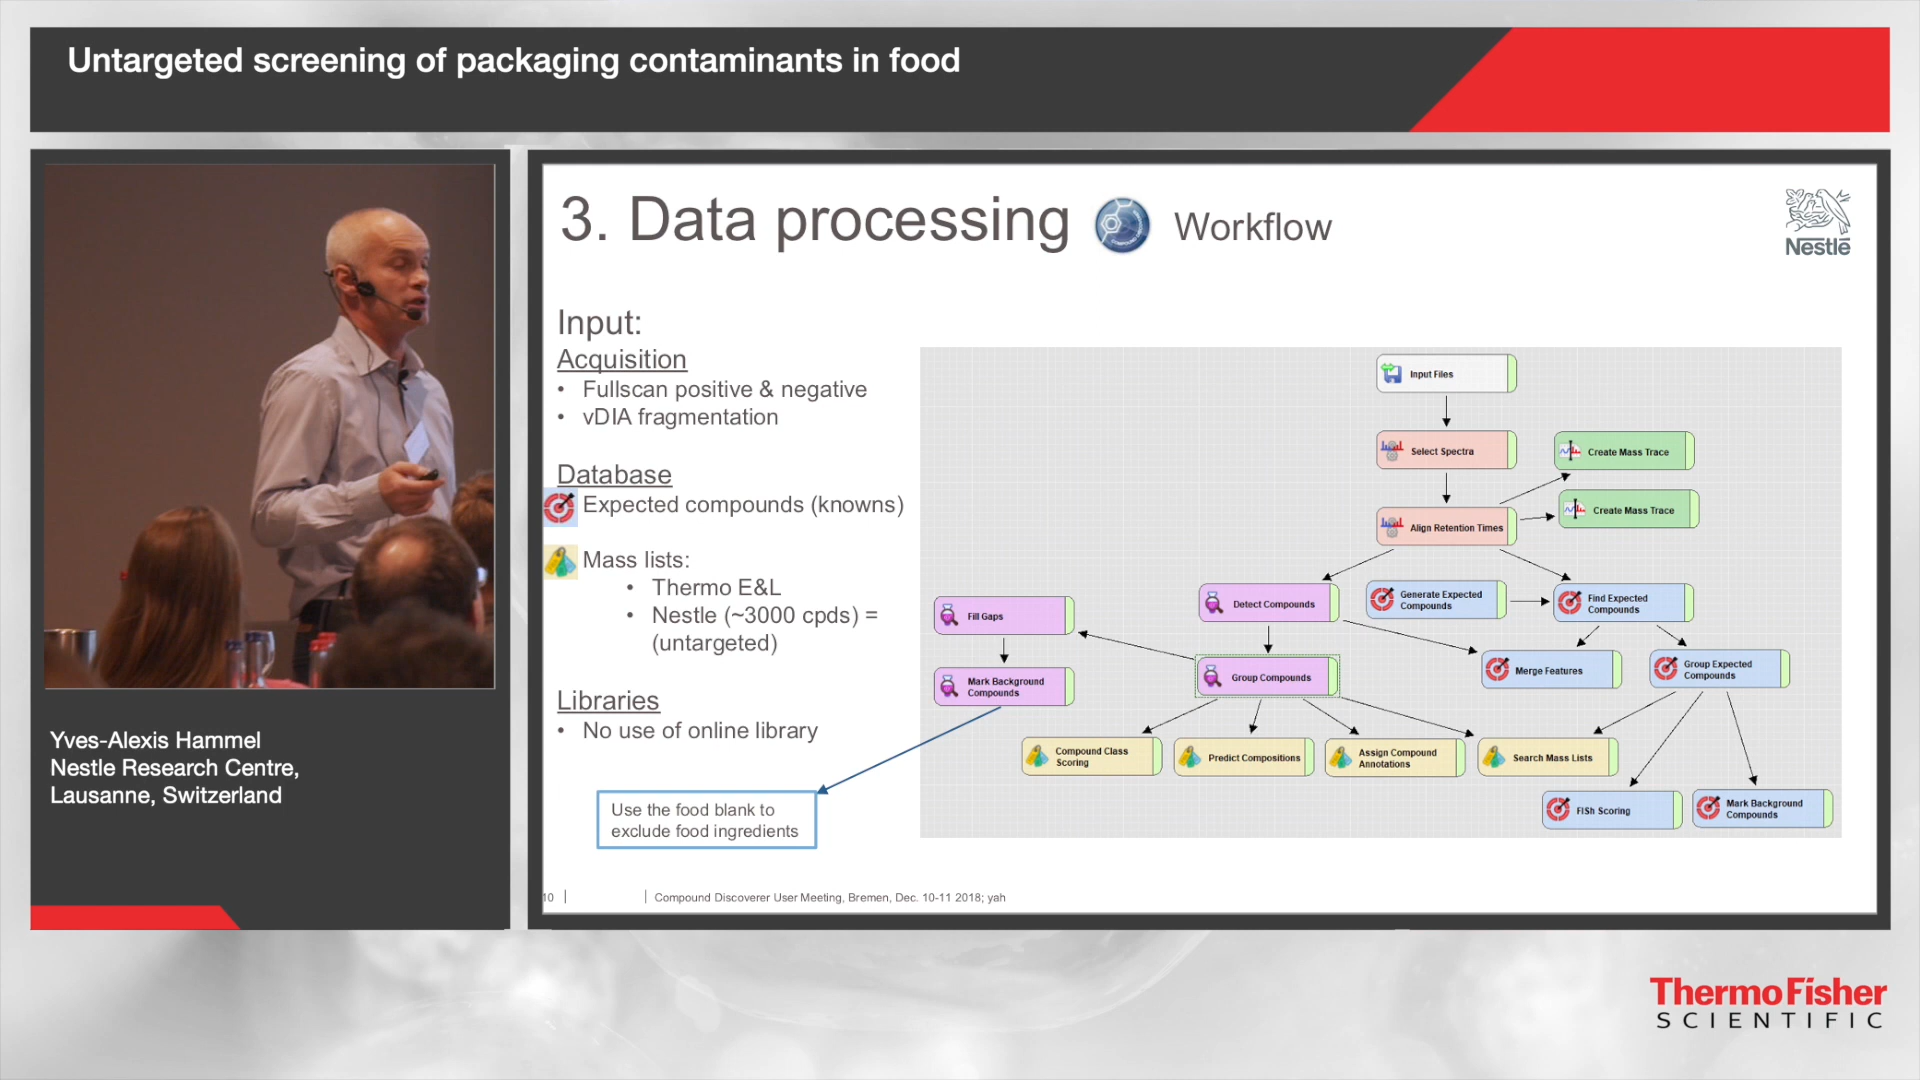 Untargeted screening of packaging contaminants in food
3. Data processing
Workflow
Nestlé
Input:
Acquisition
• Fullscan positive & negative
• vDIA fragmentation
Database
Expected compounds (knowns)
Mass lists:
• Thermo E&L
• Nestle (~3000 cpds) =
(untargeted)
Libraries
• No use of online library
Use the food blank to
exclude food ingredients
Input Files
Select Spectra
Create Mass Trace
Create Mass Trace
Align Retention Times
Fill Gaps
Detect Compounds
Generate Expected
Compounds
Find Expected
Compounds
Mark Background
Compounds
Group Compounds
Merge Features
Group Expected
Compounds
Compound Class
Scoring
Predict Compositions
Assign Compound
Annotations
Search Mass Lists
FISh Scoring
Mark Background
Compounds
10 | | Compound Discoverer User Meeting, Bremen, Dec. 10-11 2018; yah
Yves-Alexis Hammel
Nestle Research Centre,
Lausanne, Switzerland
ThermoFisher
SCIENTIFIC